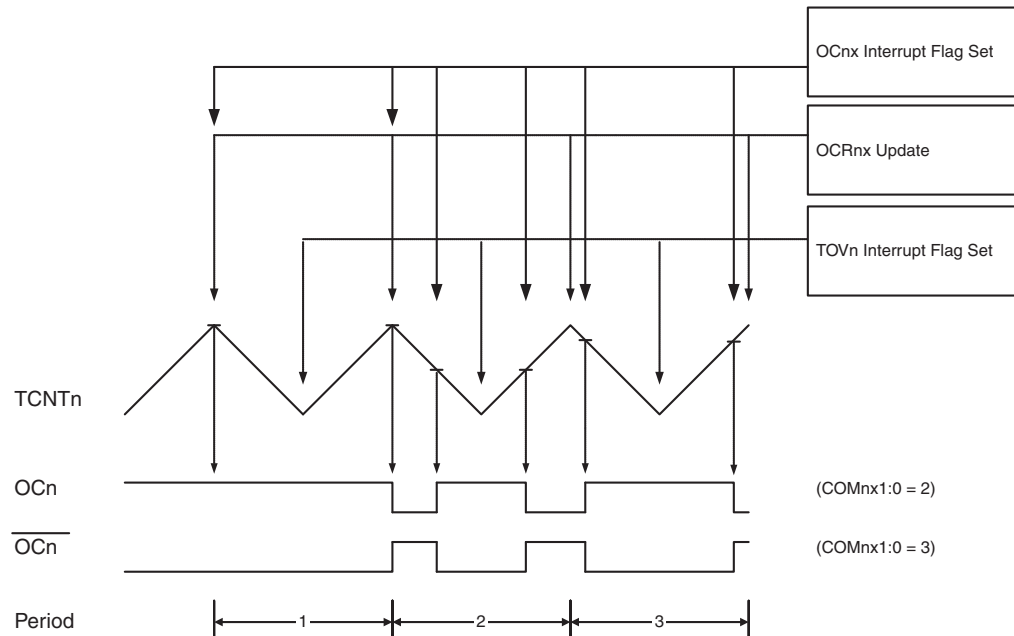 OCnx Interrupt Flag Set
OCRnx Update
TOVn Interrupt Flag Set
TCNTn
OCn (COMnx1:0 = 2)
OCn (COMnx1:0 = 3)
Period 1 2 3